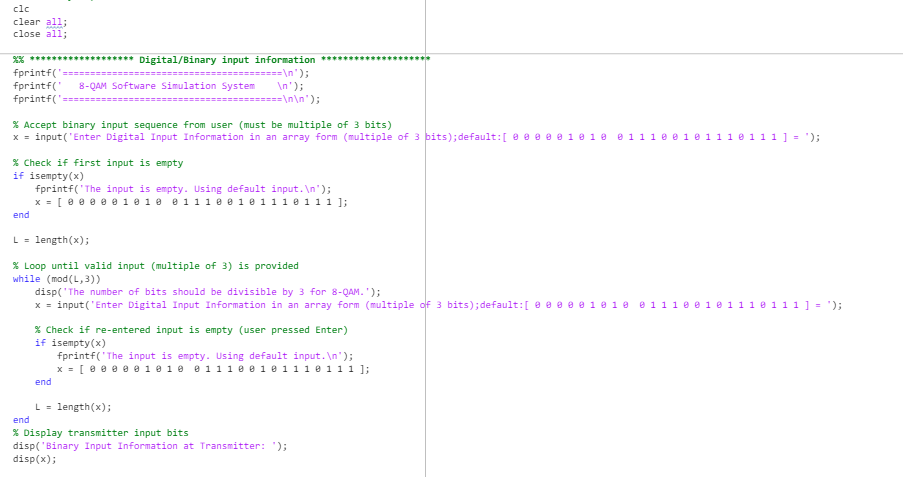 clc
clear all;
close all;
%% ******************* Digital/Binary input information ********************
fprintf('========================================\n');
fprintf('   8-QAM Software Simulation System    \n');
fprintf('========================================\n\n');
% Accept binary input sequence from user (must be multiple of 3 bits)
x = input('Enter Digital Input Information in an array form (multiple of 3 bits);default:[ 0 0 0 0 0 1 0 1 0  0 1 1 1 0 0 1 0 1 1 1 0 1 1 1 ] = ');
% Check if first input is empty
if isempty(x)
    fprintf('The input is empty. Using default input.\n');
    x = [ 0 0 0 0 0 1 0 1 0  0 1 1 1 0 0 1 0 1 1 1 0 1 1 1 ];
end
L = length(x);
% Loop until valid input (multiple of 3) is provided
while (mod(L,3))
    disp('The number of bits should be divisible by 3 for 8-QAM.');
    x = input('Enter Digital Input Information in an array form (multiple of 3 bits);default:[ 0 0 0 0 0 1 0 1 0  0 1 1 1 0 0 1 0 1 1 1 0 1 1 1 ] = ');
    % Check if re-entered input is empty (user pressed Enter)
    if isempty(x)
        fprintf('The input is empty. Using default input.\n');
        x = [ 0 0 0 0 0 1 0 1 0  0 1 1 1 0 0 1 0 1 1 1 0 1 1 1 ];
    end
    L = length(x);
end
% Display transmitter input bits
disp('Binary Input Information at Transmitter: ');
disp(x);